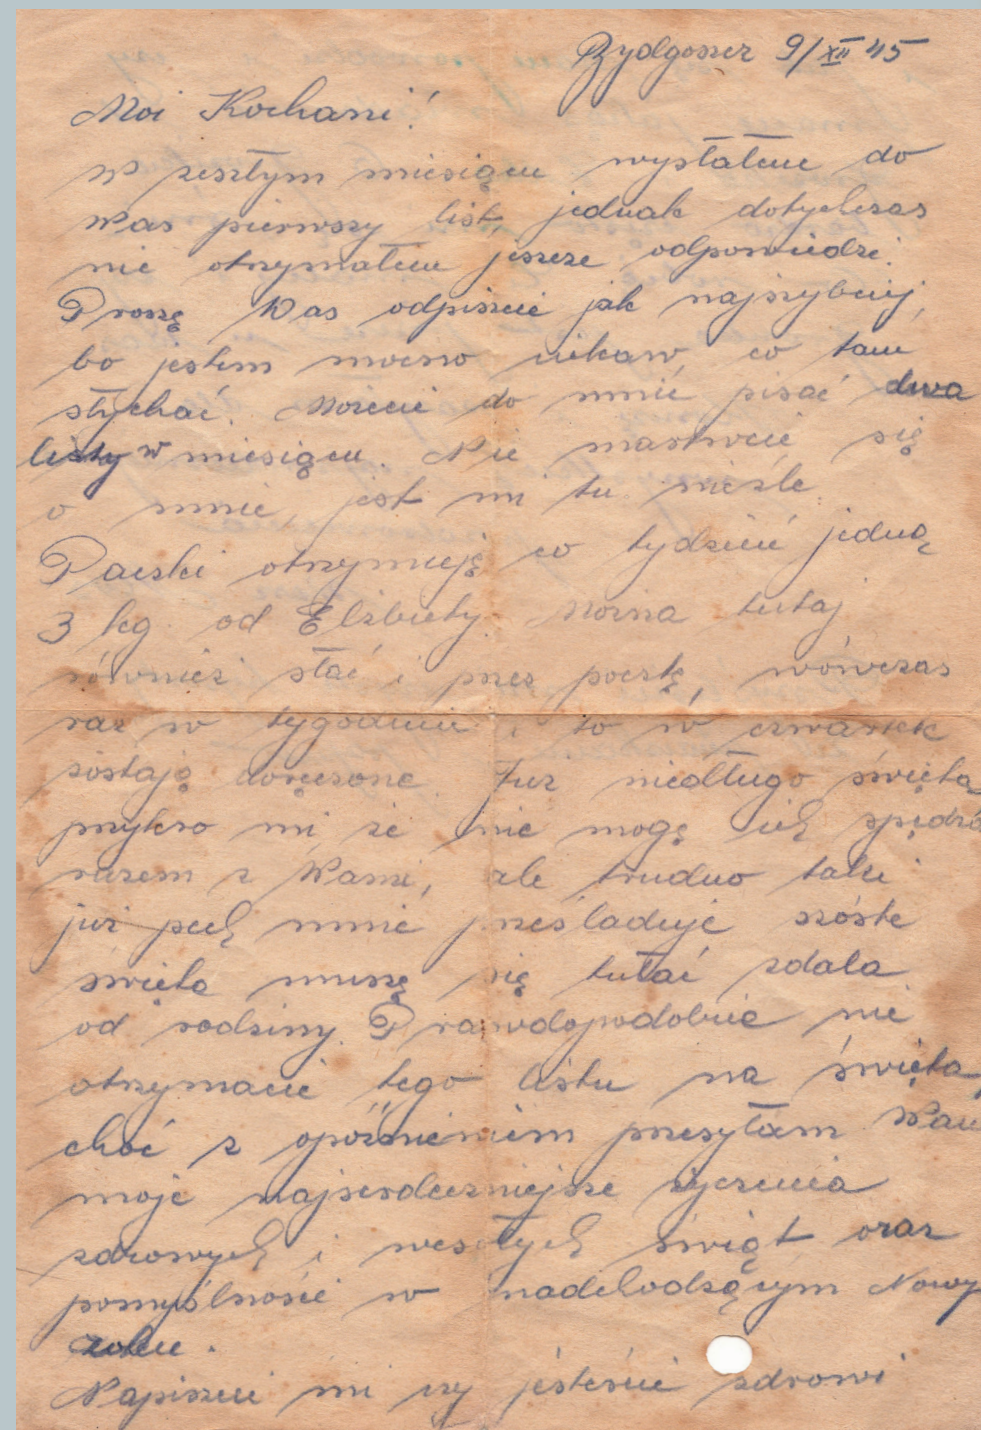 Bydgoszcz 9/XII 45
Moi Kochani!
W zeszłym miesiącu wysłałem do
Was pierwszy list, jednak dotychczas
nie otrzymałem jeszcze odpowiedzi.
Proszę Was odpiszcie jak najszybciej,
bo jestem mocno ciekaw co tam
słychać. Możecie do mnie pisać dwa
listy w miesiącu. Nie martwcie się
o mnie, jest mi tu nieźle.
Paczki otrzymuję co tydzień jedną
3 kg. od Elżbiety. Można tutaj
również słać i przez pocztę, wówczas
raz w tygodniu i to w czwartek
zostają doręczone. Już niedługo święta,
przykro mi że nie mogę ich spędzić
razem z Wami, ale trudno taki
już pech mnie prześladuje szóste
święta muszę się tułać zdala
od rodziny. Prawdopodobnie nie
otrzymacie tego listu na święta,
choć z opóźnieniem przesyłam Wam
moje najserdeczniejsze życzenia
zdrowych i wesołych świąt oraz
pomyślności w nadchodzącym Nowym
roku.
Napiszcie mi czy jesteście zdrowi